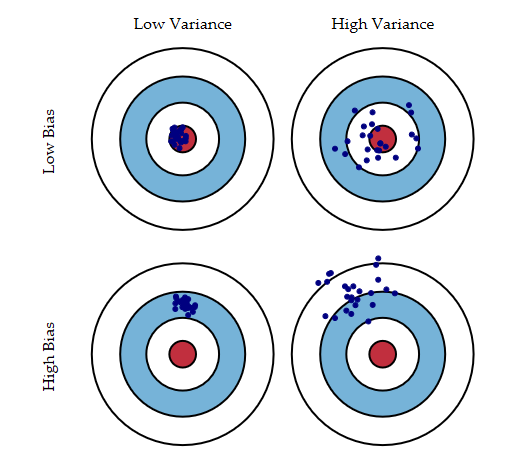 Low Variance
High Variance
Low Bias
High Bias